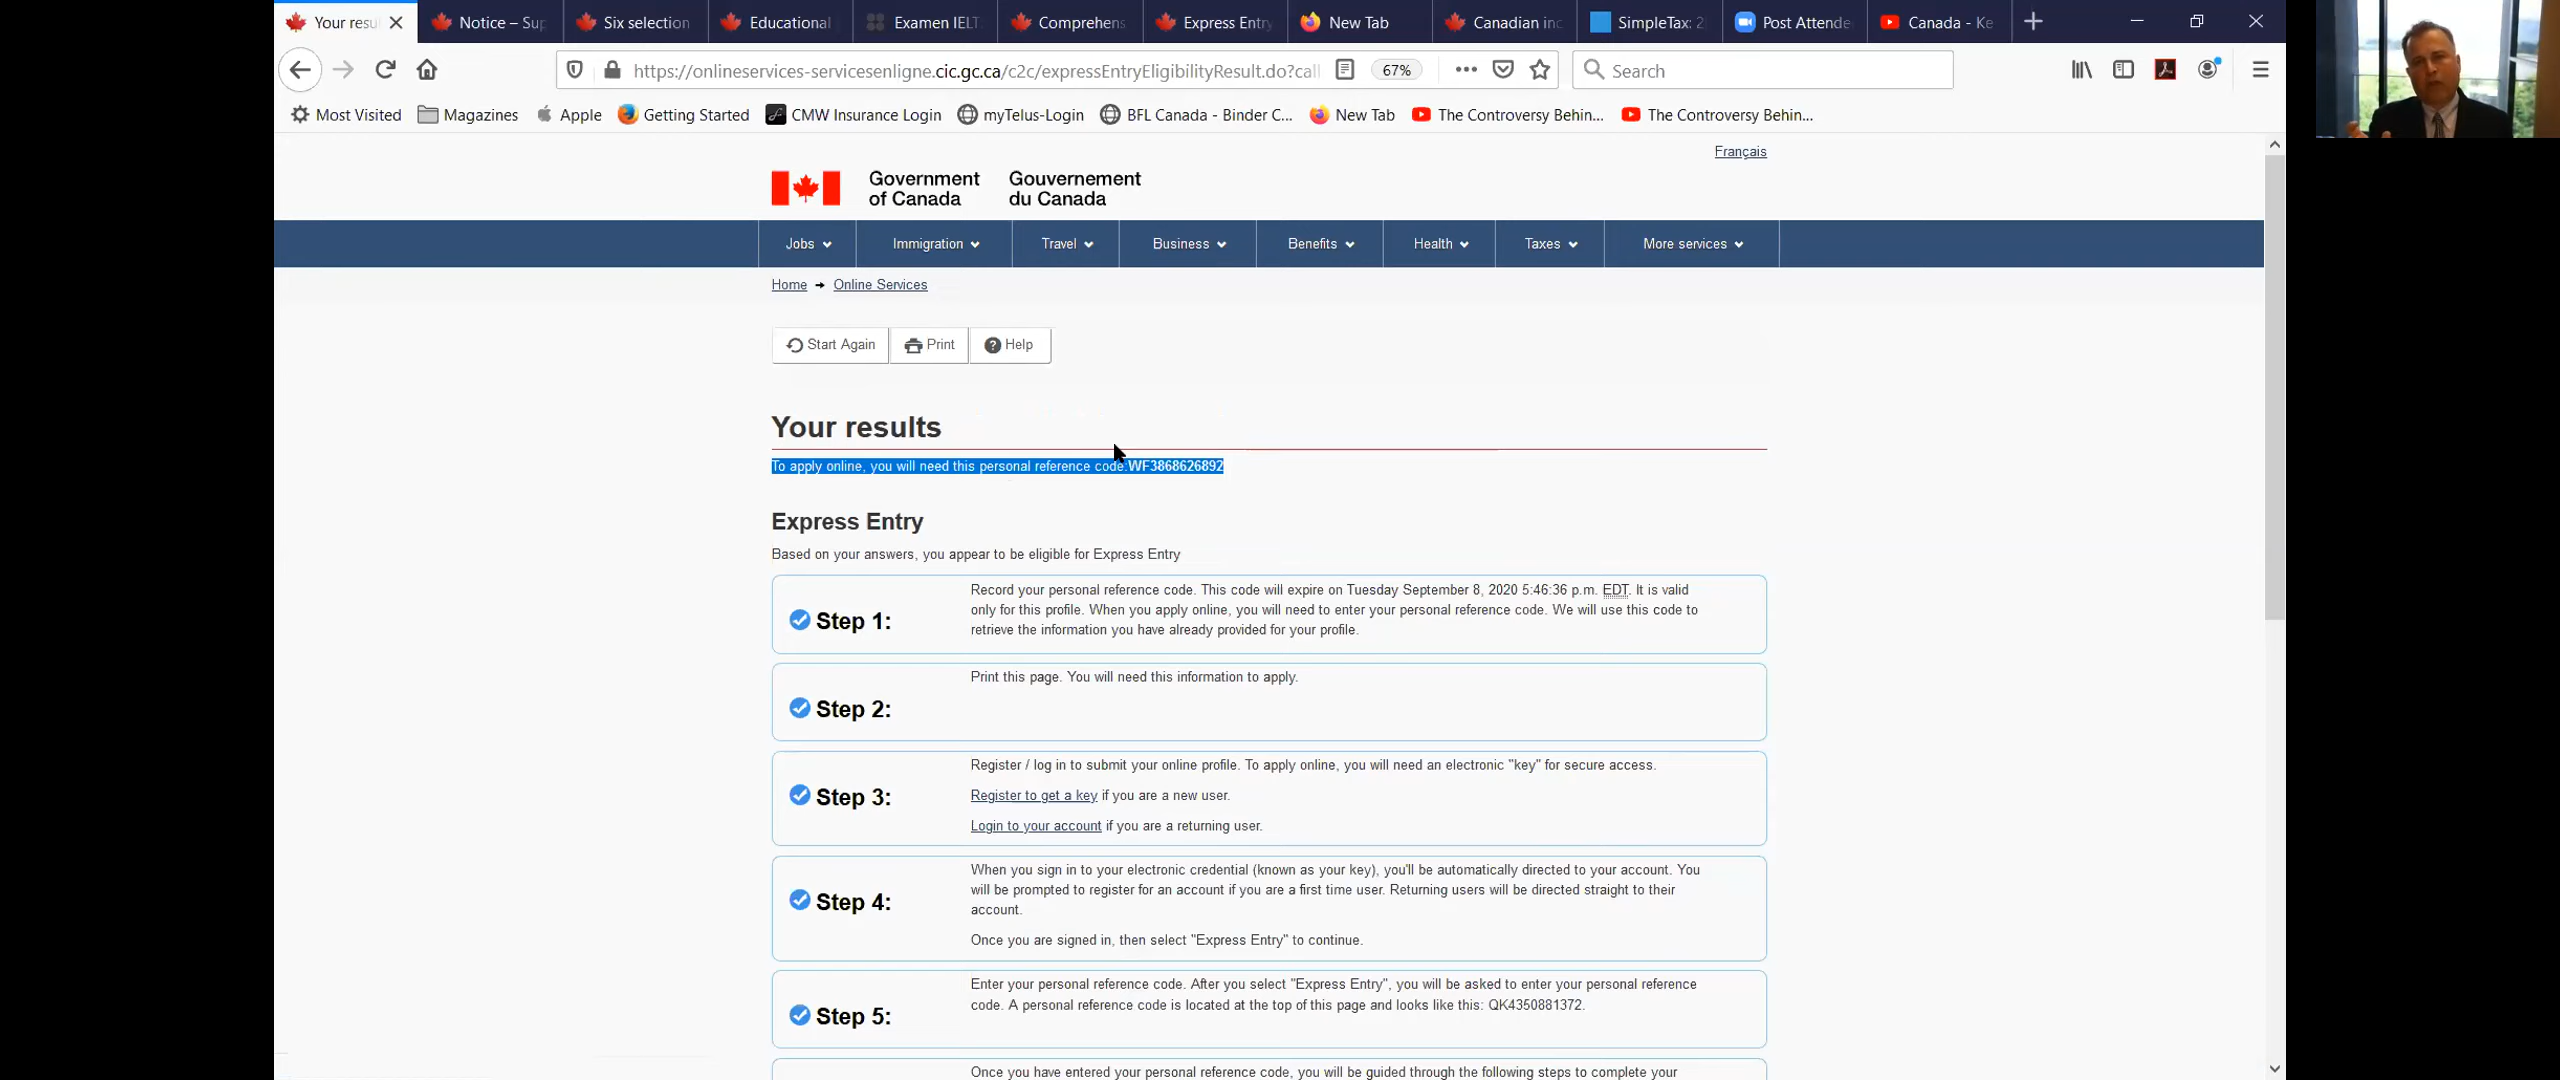 Your resu
Notice – Sup
Six selection
Educational
Examen IELT
Comprehens
Express Entry
New Tab
Canadian inc
SimpleTax: 2
Post Attende
Canada - Ke
https://onlineservices-servicesenligne.cic.gc.ca/c2c/expressEntryEligibilityResult.do?call
67%
Search
Most Visited
Magazines
Apple
Getting Started
CMW Insurance Login
myTelus-Login
BFL Canada - Binder C...
New Tab
The Controversy Behin...
The Controversy Behin...
Français
Government Gouvernement
of Canada du Canada
Jobs Immigration Travel Business Benefits Health Taxes More services
Home → Online Services
Start Again Print Help
Your results
To apply online, you will need this personal reference code:WF3868626892
Express Entry
Based on your answers, you appear to be eligible for Express Entry
Step 1:
Record your personal reference code. This code will expire on Tuesday September 8, 2020 5:46:36 p.m. EDT. It is valid
only for this profile. When you apply online, you will need to enter your personal reference code. We will use this code to
retrieve the information you have already provided for your profile.
Step 2:
Print this page. You will need this information to apply.
Step 3:
Register / log in to submit your online profile. To apply online, you will need an electronic "key" for secure access.
Register to get a key if you are a new user.
Login to your account if you are a returning user.
Step 4:
When you sign in to your electronic credential (known as your key), you'll be automatically directed to your account. You
will be prompted to register for an account if you are a first time user. Returning users will be directed straight to their
account.
Once you are signed in, then select "Express Entry" to continue.
Step 5:
Enter your personal reference code. After you select "Express Entry", you will be asked to enter your personal reference
code. A personal reference code is located at the top of this page and looks like this: QK4350881372.
Once you have entered your personal reference code, you will be guided through the following steps to complete your